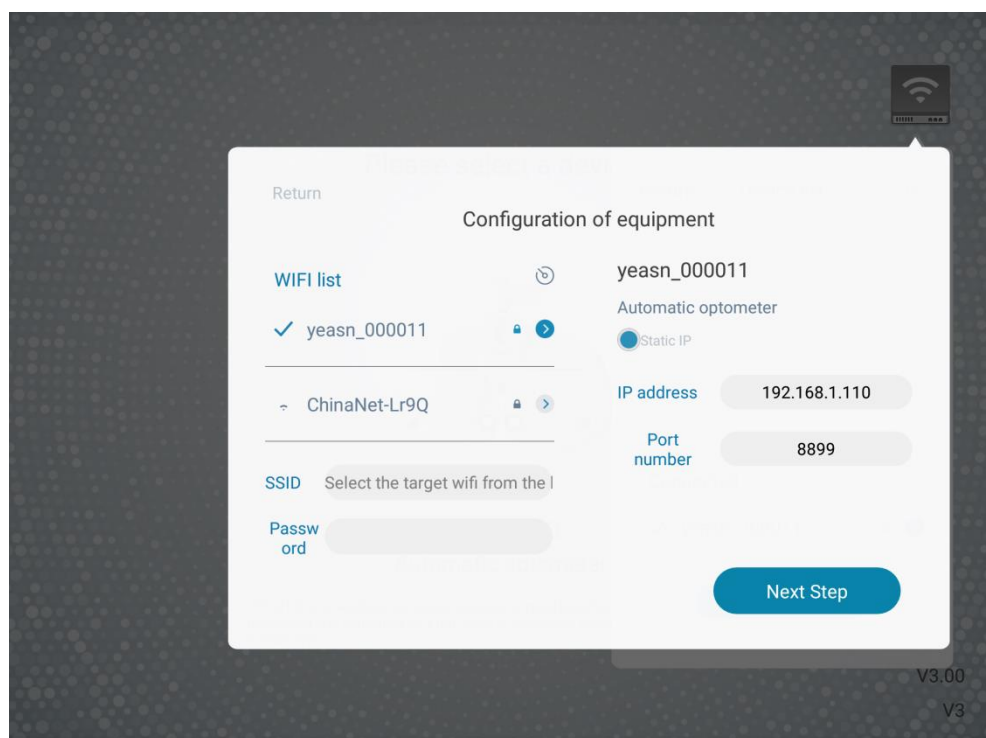 Return
Configuration of equipment
WIFI list
yeasn_000011
ChinaNet-Lr9Q
SSID Select the target wifi from the l
Passw
ord
yeasn_000011
Automatic optometer
Static IP
IP address 192.168.1.110
Port
number
8899
Next Step
V3.00
V3